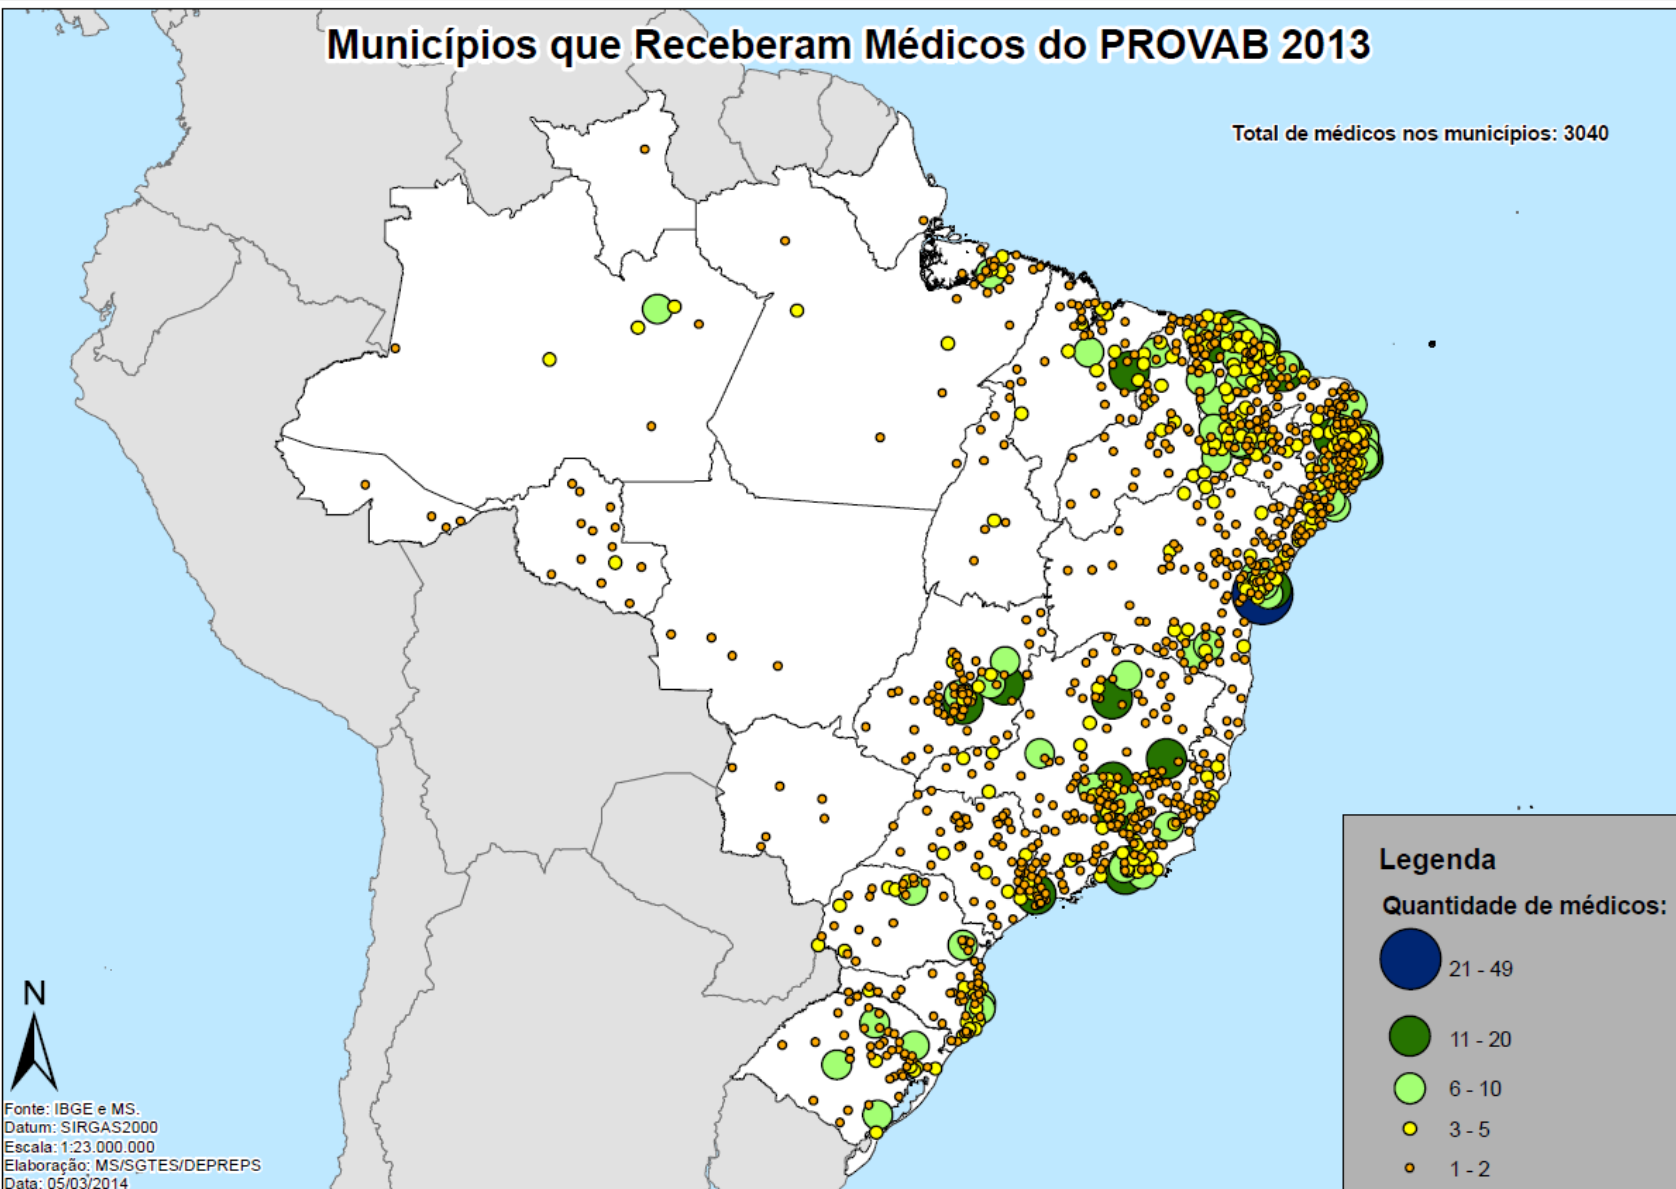 Municípios que Receberam Médicos do PROVAB 2013
Total de médicos nos municípios: 3040
Legenda
Quantidade de médicos:
21 - 49
11 - 20
6 - 10
3 - 5
1 - 2
N
Fonte: IBGE e MS.
Datum: SIRGAS2000
Escala: 1:23.000.000
Elaboração: MS/SGTES/DEPREPS
Data: 05/03/2014